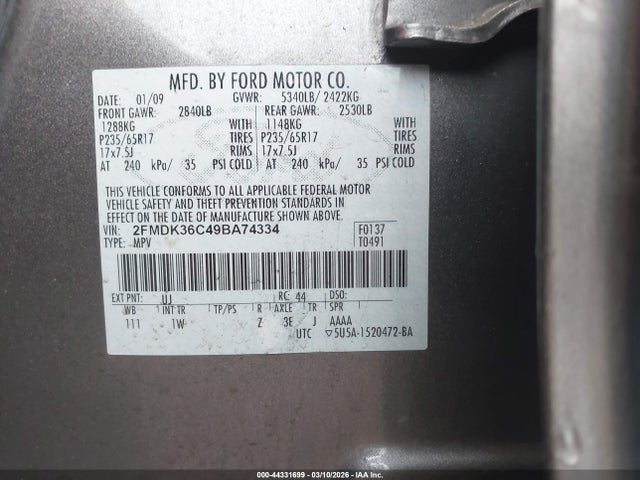 MFD. BY FORD MOTOR CO.
DATE: 01/09 GVWR: 5340LB/ 2422KG
FRONT GAWR: 2840LB REAR GAWR: 2530LB
1288KG WITH 1148KG WITH
P235/65R17 TIRES P235/65R17 TIRES
17x7.5J RIMS 17x7.5J RIMS
AT 240 kPa/ 35 PSI COLD AT 240 kPa/ 35 PSI COLD
THIS VEHICLE CONFORMS TO ALL APPLICABLE FEDERAL MOTOR
VEHICLE SAFETY AND THEFT PREVENTION STANDARDS IN
EFFECT ON THE DATE OF MANUFACTURE SHOWN ABOVE.
VIN: 2FMDK36C49BA74334 F0137
TYPE: MPV T0491
EXT PNT: UJ RC: 44 DSO:
WB INT TR TP/PS R AXLE TR SPR
111 1W Z 3E J AAAA
UTC ▽5U5A-1520472-BA
000-44331699 - 03/10/2026 - IAA Inc.